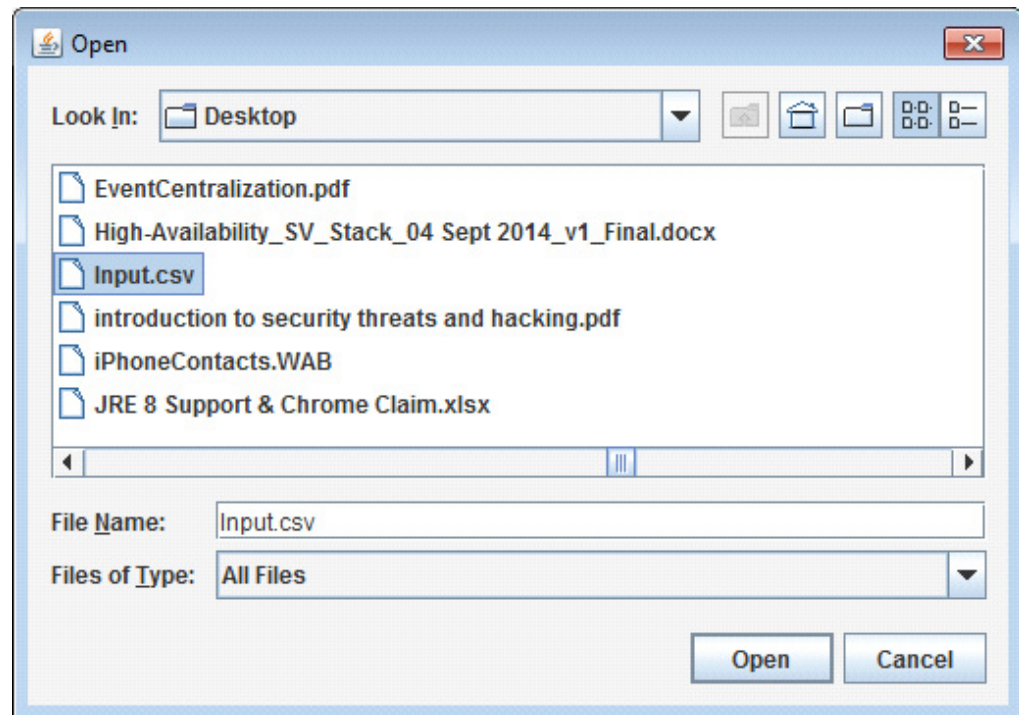 Open
Look In: Desktop
EventCentralization.pdf
High-Availability_SV_Stack_04 Sept 2014_v1_Final.docx
Input.csv
introduction to security threats and hacking.pdf
iPhoneContacts.WAB
JRE 8 Support & Chrome Claim.xlsx
File Name: Input.csv
Files of Type: All Files
Open Cancel